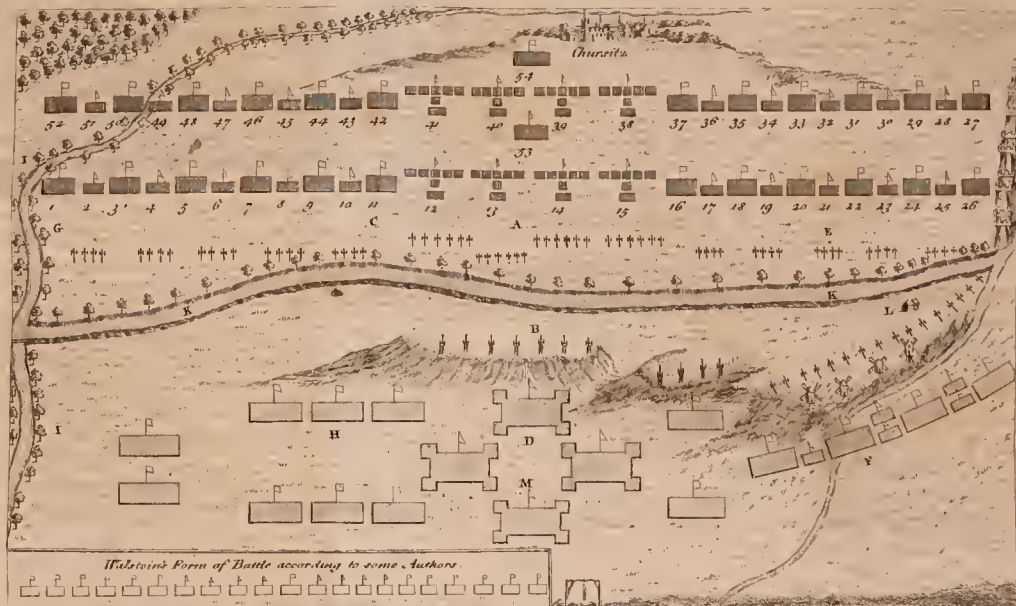 Chursitz
54
52 51 50 49 48 47 46 45 44 43 42 41 40 39 38 37 36 35 34 33 32 31 30 29 28 27
53
I
1 2 3 4 5 6 7 8 9 10 11 12 13 14 15 16 17 18 19 20 21 22 23 24 25 26
G C A E
K K L
B
I H D F
M
Walstein's Form of Battle according to some Authors.